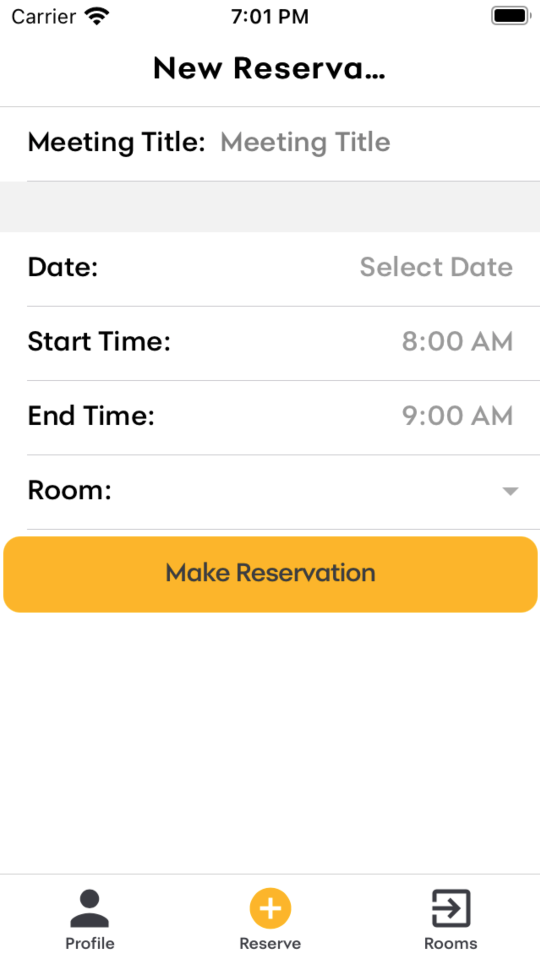 Carrier 7:01 PM
New Reserva...
Meeting Title: Meeting Title
Date: Select Date
Start Time: 8:00 AM
End Time: 9:00 AM
Room:
Make Reservation
Profile Reserve Rooms